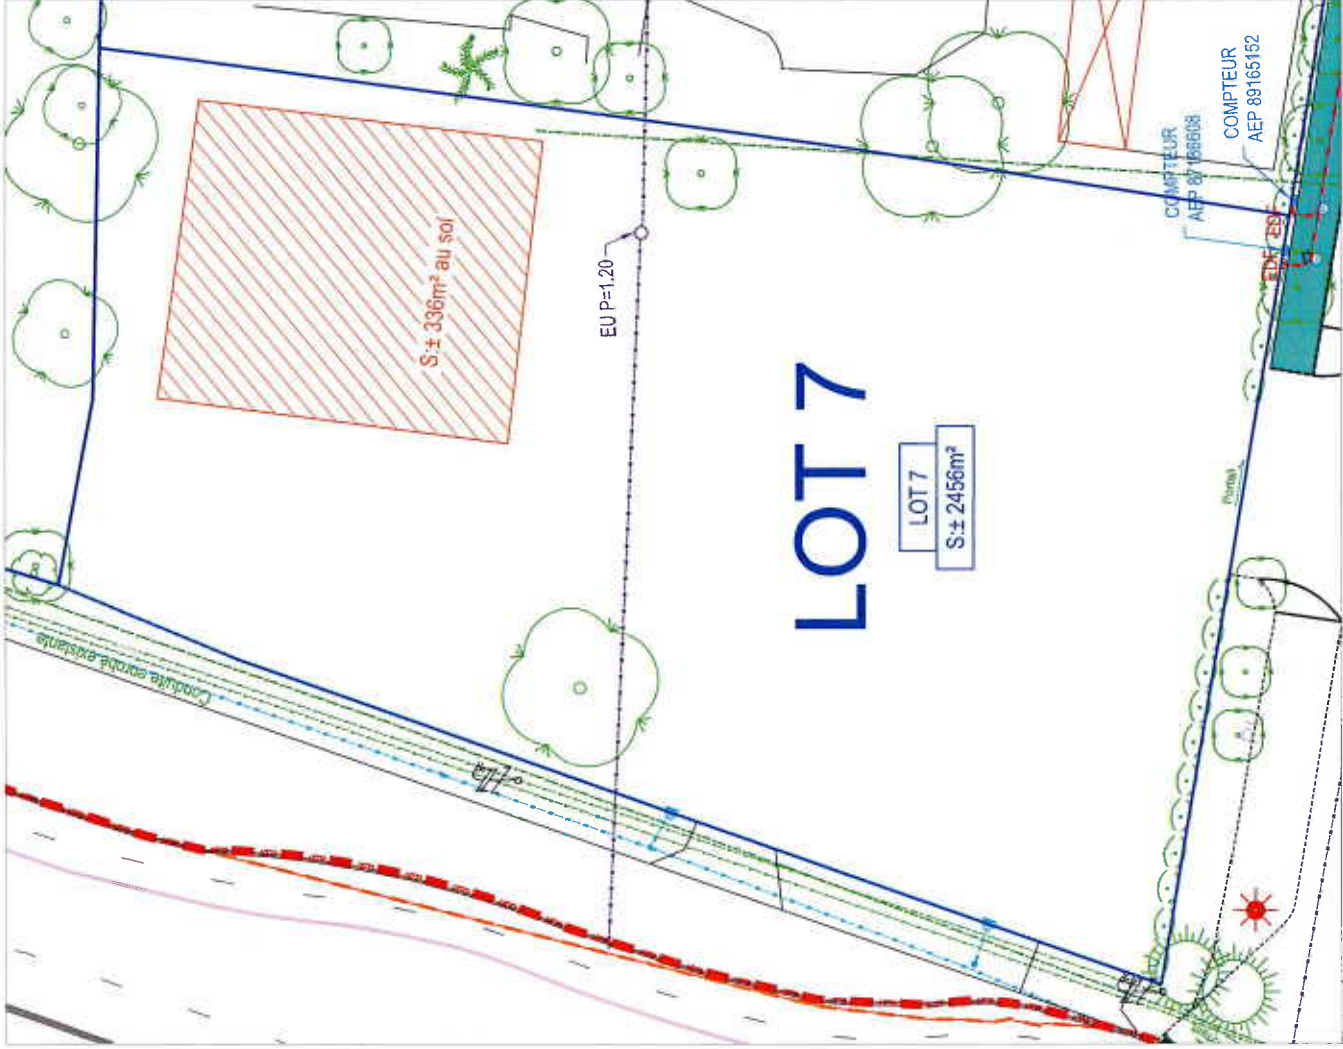 COMPTEUR
AEP 89165152
COMPTEUR
EDF
EDF
S:± 336m² au sol
EU P=1.20
LOT 7
LOT 7
S:± 2456m²
Portail
Conduite enrobé existante